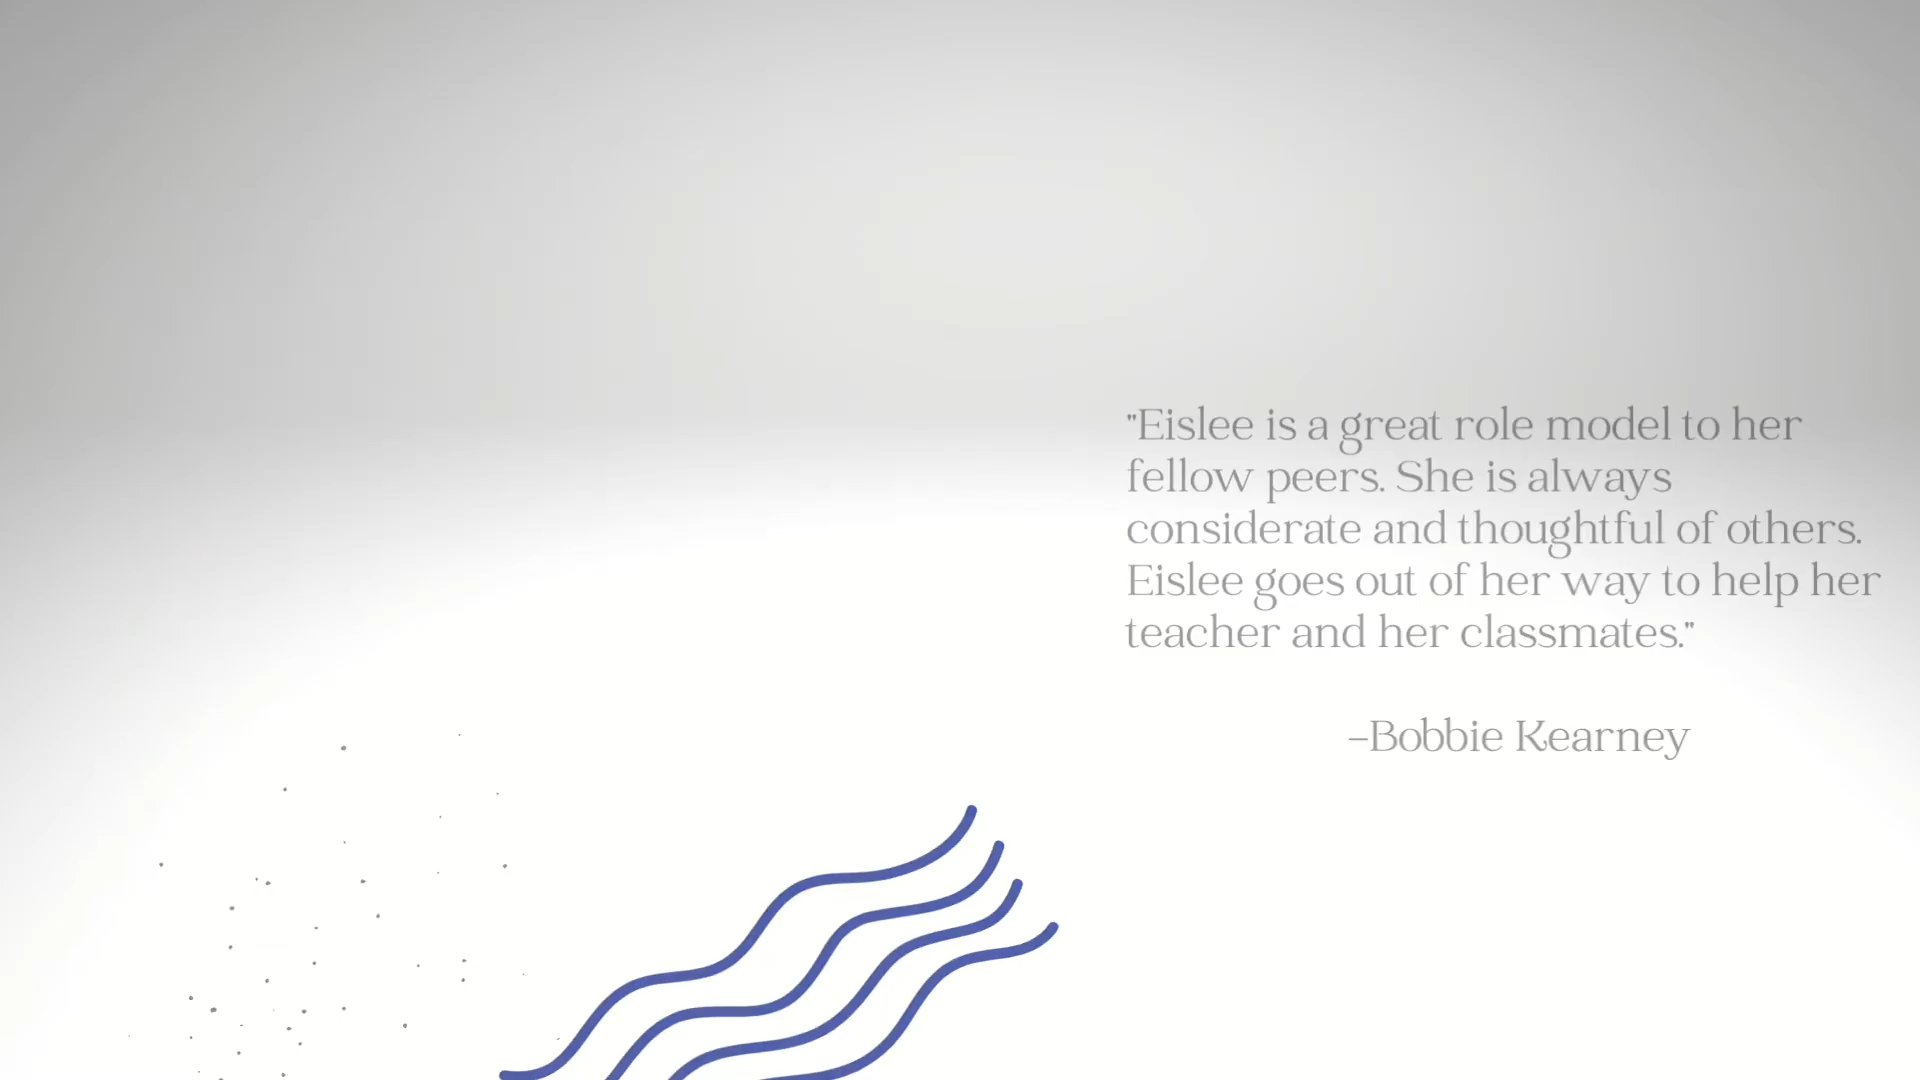 "Eislee is a great role model to her
fellow peers. She is always
considerate and thoughtful of others.
Eislee goes out of her way to help her
teacher and her classmates."
–Bobbie Kearney